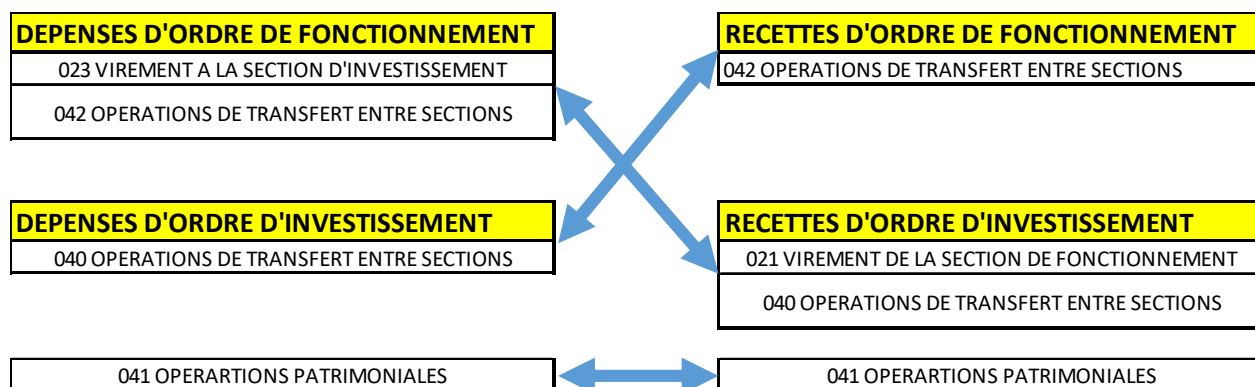 DEPENSES D'ORDRE DE FONCTIONNEMENT
023 VIREMENT A LA SECTION D'INVESTISSEMENT
042 OPERATIONS DE TRANSFERT ENTRE SECTIONS
RECETTES D'ORDRE DE FONCTIONNEMENT
042 OPERATIONS DE TRANSFERT ENTRE SECTIONS
DEPENSES D'ORDRE D'INVESTISSEMENT
040 OPERATIONS DE TRANSFERT ENTRE SECTIONS
RECETTES D'ORDRE D'INVESTISSEMENT
021 VIREMENT DE LA SECTION DE FONCTIONNEMENT
040 OPERATIONS DE TRANSFERT ENTRE SECTIONS
041 OPERARTIONS PATRIMONIALES
041 OPERARTIONS PATRIMONIALES